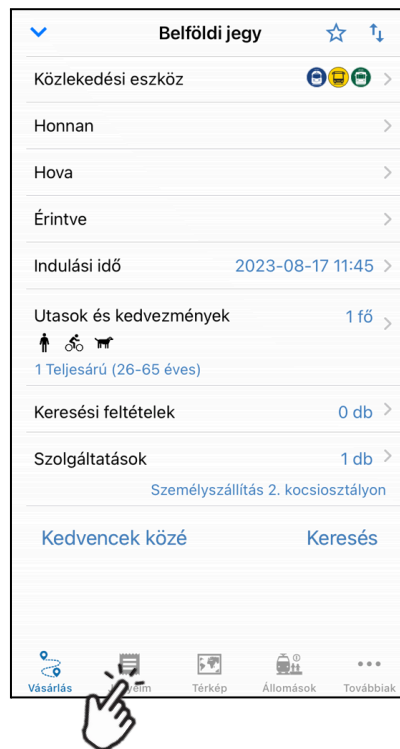 Belföldi jegy
Közlekedési eszköz
Honnan
Hova
Érintve
Indulási idő 2023-08-17 11:45
Utasok és kedvezmények 1 fő
1 Teljesárú (26-65 éves)
Keresési feltételek 0 db
Szolgáltatások 1 db
Személyszállítás 2. kocsiosztályon
Kedvencek közé Keresés
Vásárlás Térkép Állomások Továbbiak